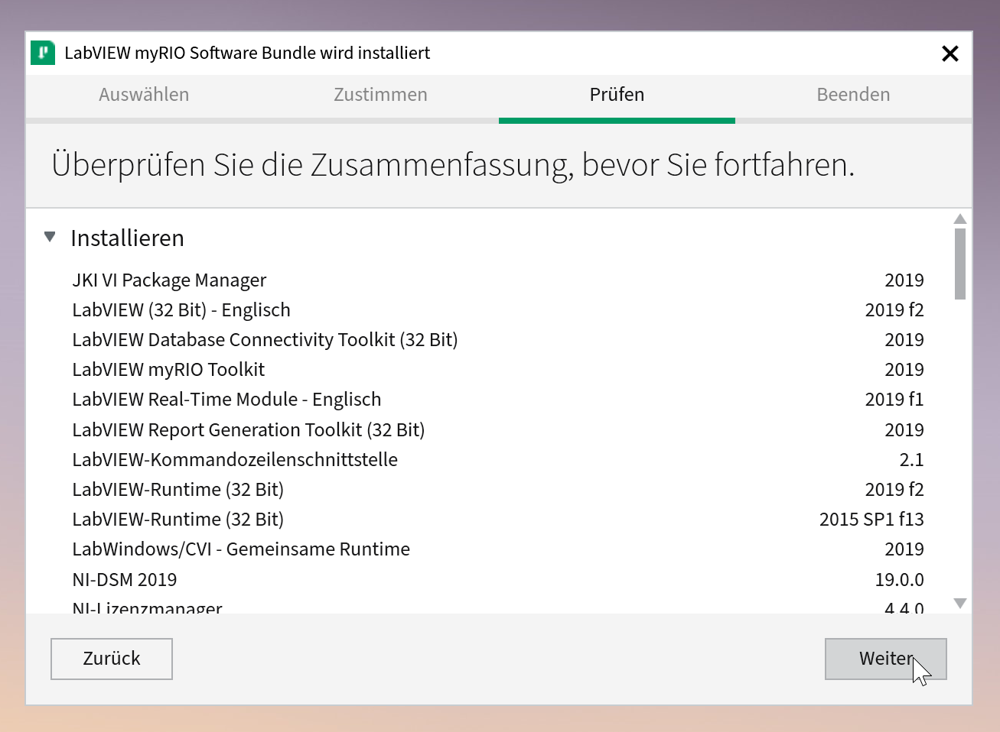 LabVIEW myRIO Software Bundle wird installiert
Auswählen Zustimmen Prüfen Beenden
Überprüfen Sie die Zusammenfassung, bevor Sie fortfahren.
Installieren
JKI VI Package Manager 2019
LabVIEW (32 Bit) - Englisch 2019 f2
LabVIEW Database Connectivity Toolkit (32 Bit) 2019
LabVIEW myRIO Toolkit 2019
LabVIEW Real-Time Module - Englisch 2019 f1
LabVIEW Report Generation Toolkit (32 Bit) 2019
LabVIEW-Kommandozeilenschnittstelle 2.1
LabVIEW-Runtime (32 Bit) 2019 f2
LabVIEW-Runtime (32 Bit) 2015 SP1 f13
LabWindows/CVI - Gemeinsame Runtime 2019
NI-DSM 2019 19.0.0
NI-Lizenzmanager 4.4.0
Zurück Weiter